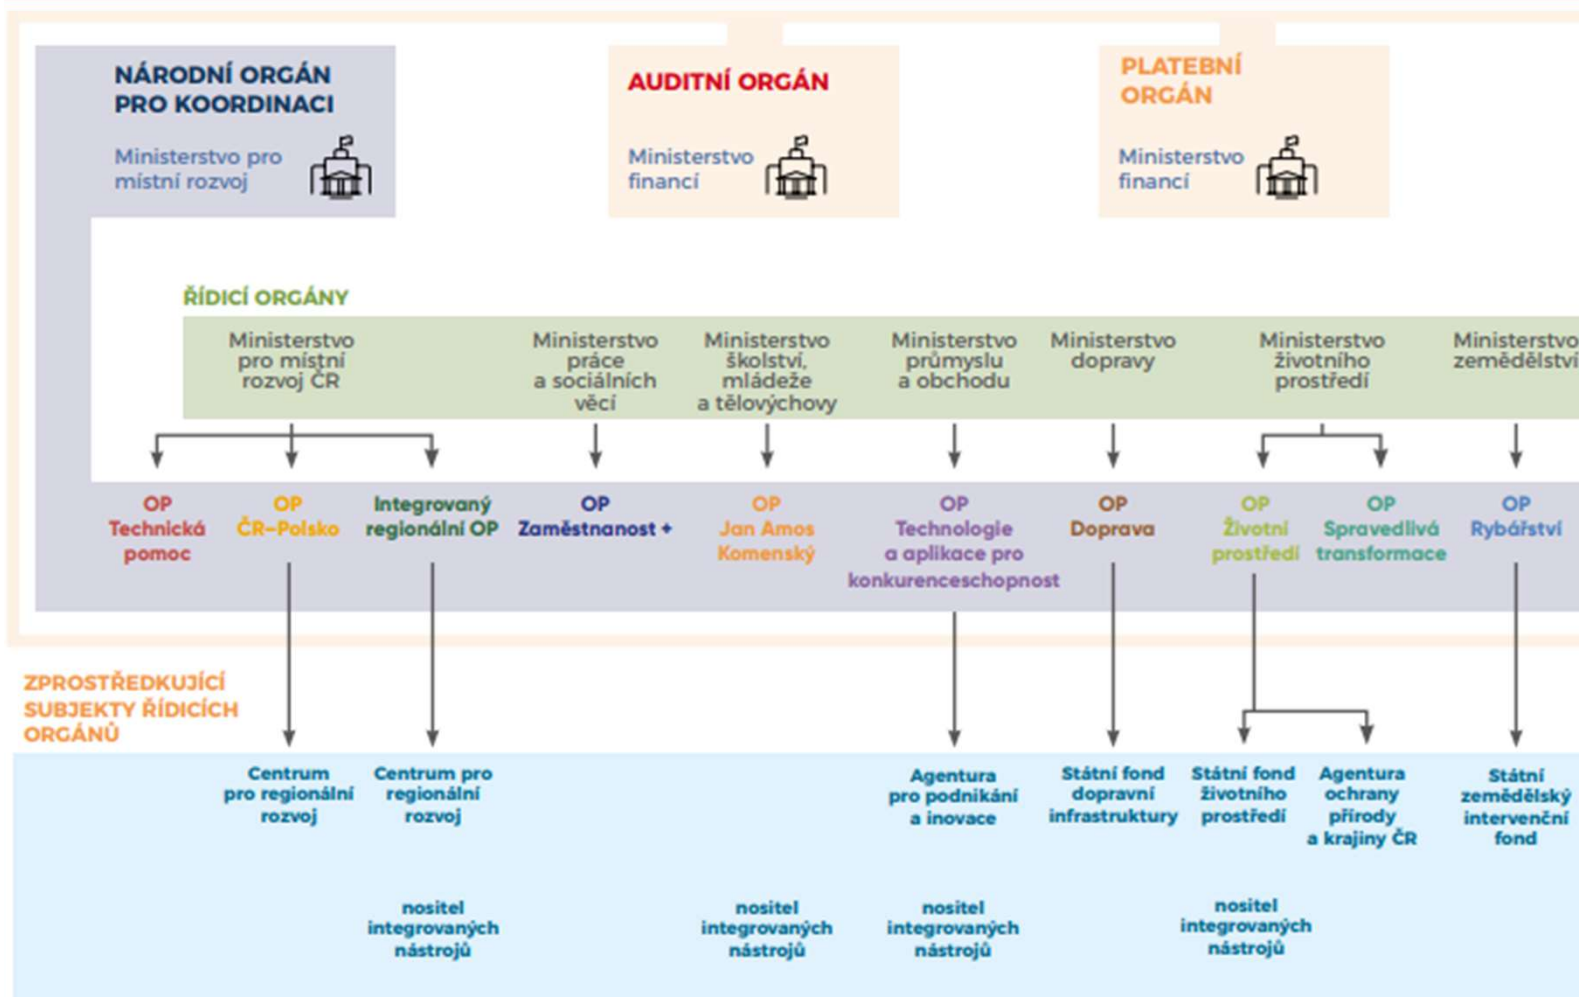 NÁRODNÍ ORGÁN
PRO KOORDINACI
Ministerstvo pro
místní rozvoj
AUDITNÍ ORGÁN
Ministerstvo
financí
PLATEBNÍ
ORGÁN
Ministerstvo
financí
ŘÍDICÍ ORGÁNY
Ministerstvo
pro místní
rozvoj ČR
Ministerstvo
práce
a sociálních
věcí
Ministerstvo
školství,
mládeže
a tělovýchovy
Ministerstvo
průmyslu
a obchodu
Ministerstvo
dopravy
Ministerstvo
životního
prostředí
Ministerstvo
zemědělství
OP
Technická
pomoc
OP
ČR–Polsko
Integrovaný
regionální OP
OP
Zaměstnanost +
OP
Jan Amos
Komenský
OP
Technologie
a aplikace pro
konkurenceschopnost
OP
Doprava
OP
Životní
prostředí
OP
Spravedlivá
transformace
OP
Rybářství
ZPROSTŘEDKUJÍCÍ
SUBJEKTY ŘÍDICÍCH
ORGÁNŮ
Centrum
pro regionální
rozvoj
Centrum pro
regionální
rozvoj
Agentura
pro podnikání
a inovace
Státní fond
dopravní
infrastruktury
Státní fond
životního
prostředí
Agentura
ochrany
přírody
a krajiny ČR
Státní
zemědělský
intervenční
fond
nositel
integrovaných
nástrojů
nositel
integrovaných
nástrojů
nositel
integrovaných
nástrojů
nositel
integrovaných
nástrojů